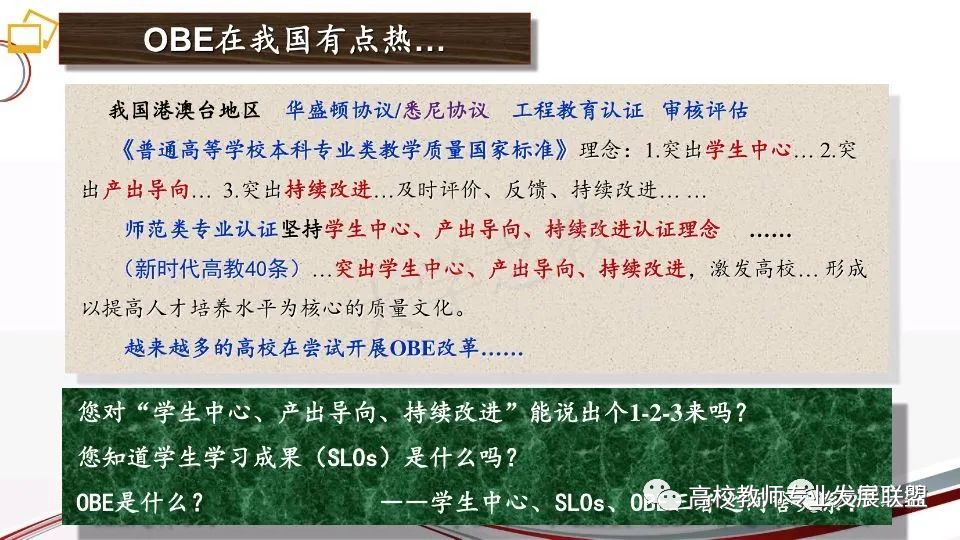 OBE在我国有点热…
我国港澳台地区 华盛顿协议/悉尼协议 工程教育认证 审核评估
《普通高等学校本科专业类教学质量国家标准》理念：1.突出学生中心… 2.突
出产出导向… 3.突出持续改进…及时评价、反馈、持续改进… …
师范类专业认证坚持学生中心、产出导向、持续改进认证理念 ……
（新时代高教40条）…突出学生中心、产出导向、持续改进，激发高校… 形成
以提高人才培养水平为核心的质量文化。
越来越多的高校在尝试开展OBE改革……
您对“学生中心、产出导向、持续改进”能说出个1-2-3来吗？
您知道学生学习成果（SLOs）是什么吗？
OBE是什么？ ——学生中心、SLOs、OBE三者
高校教师专业发展联盟